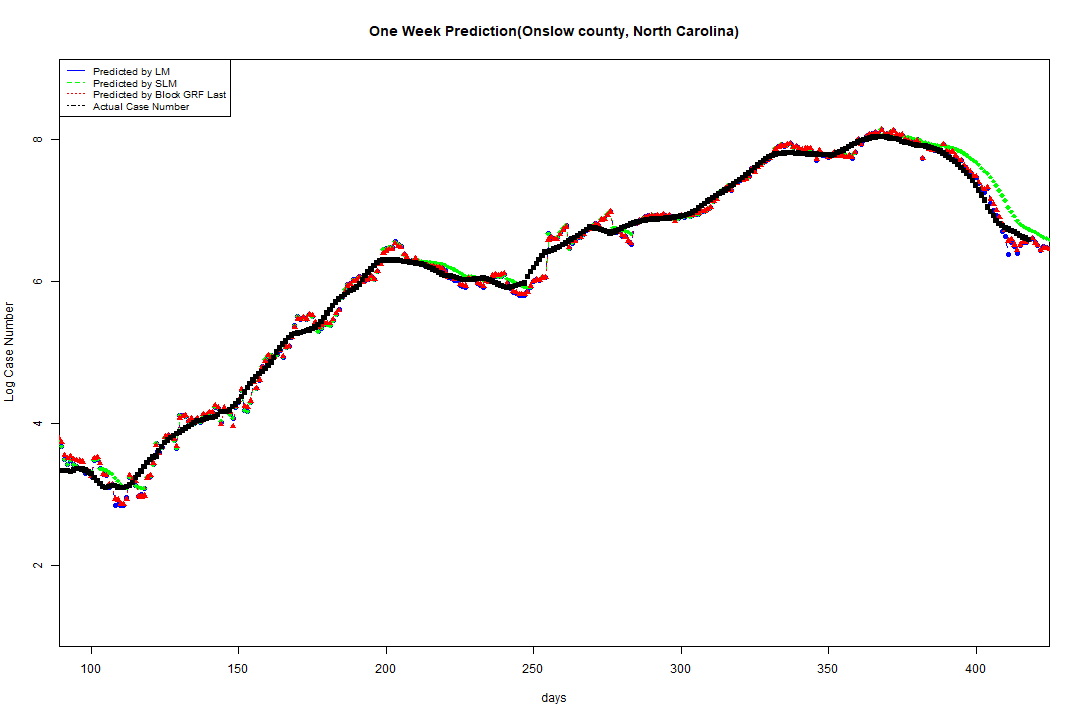 One Week Prediction(Onslow county, North Carolina)
Predicted by LM
Predicted by SLM
Predicted by Block GRF Last
Actual Case Number
8
6
4
2
Log Case Number
100 150 200 250 300 350 400
days